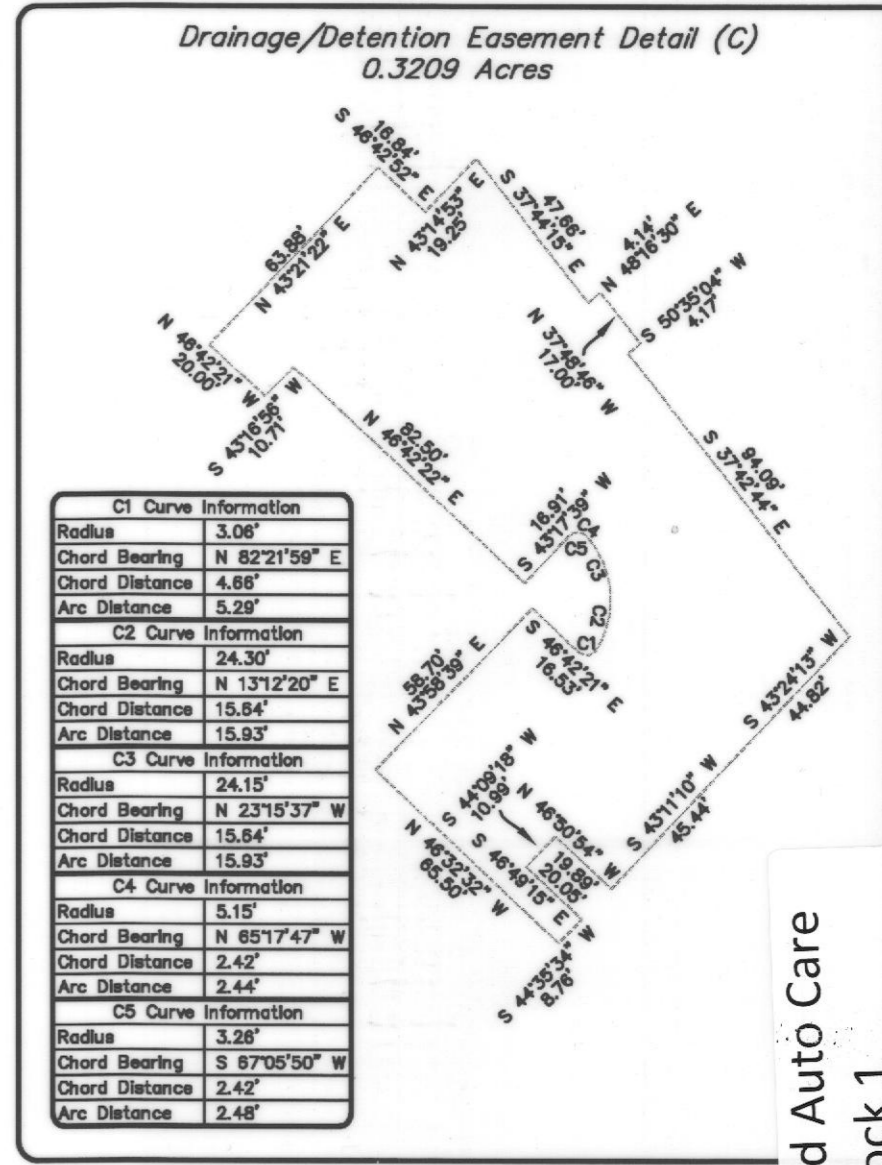 Drainage/Detention Easement Detail (C)
0.3209 Acres
16.84'
S 46°42'52" E
N 43°14'53" E
19.25'
47.66'
S 37°44'15" E
4.14'
N 48°16'30" E
S 50°35'04" W
4.17'
N 37°48'46" W
17.00'
63.88'
N 43°21'22" E
N 46°42'21" W
20.00'
S 43°16'56" W
10.71'
82.50'
N 46°42'22" E
94.09'
S 37°42'44" E
16.91'
S 43°17'39" W
C4
C5
C3
C2
C1
S 46°42'21" E
16.53'
58.70'
N 43°58'39" E
S 43°24'13" W
44.82'
S 43°11'10" W
45.44'
S 44°09'18" W
10.99'
N 46°50'54" W
19.89'
20.05'
S 46°49'15" E
N 46°32'32" W
65.50'
S 44°35'34" W
8.76'
C1 Curve Information
Radius 3.06'
Chord Bearing N 82°21'59" E
Chord Distance 4.66'
Arc Distance 5.29'
C2 Curve Information
Radius 24.30'
Chord Bearing N 13°12'20" E
Chord Distance 15.64'
Arc Distance 15.93'
C3 Curve Information
Radius 24.15'
Chord Bearing N 23°15'37" W
Chord Distance 15.64'
Arc Distance 15.93'
C4 Curve Information
Radius 5.15'
Chord Bearing N 65°17'47" W
Chord Distance 2.42'
Arc Distance 2.44'
C5 Curve Information
Radius 3.26'
Chord Bearing S 67°05'50" W
Chord Distance 2.42'
Arc Distance 2.48'
d Auto Care
ock 1